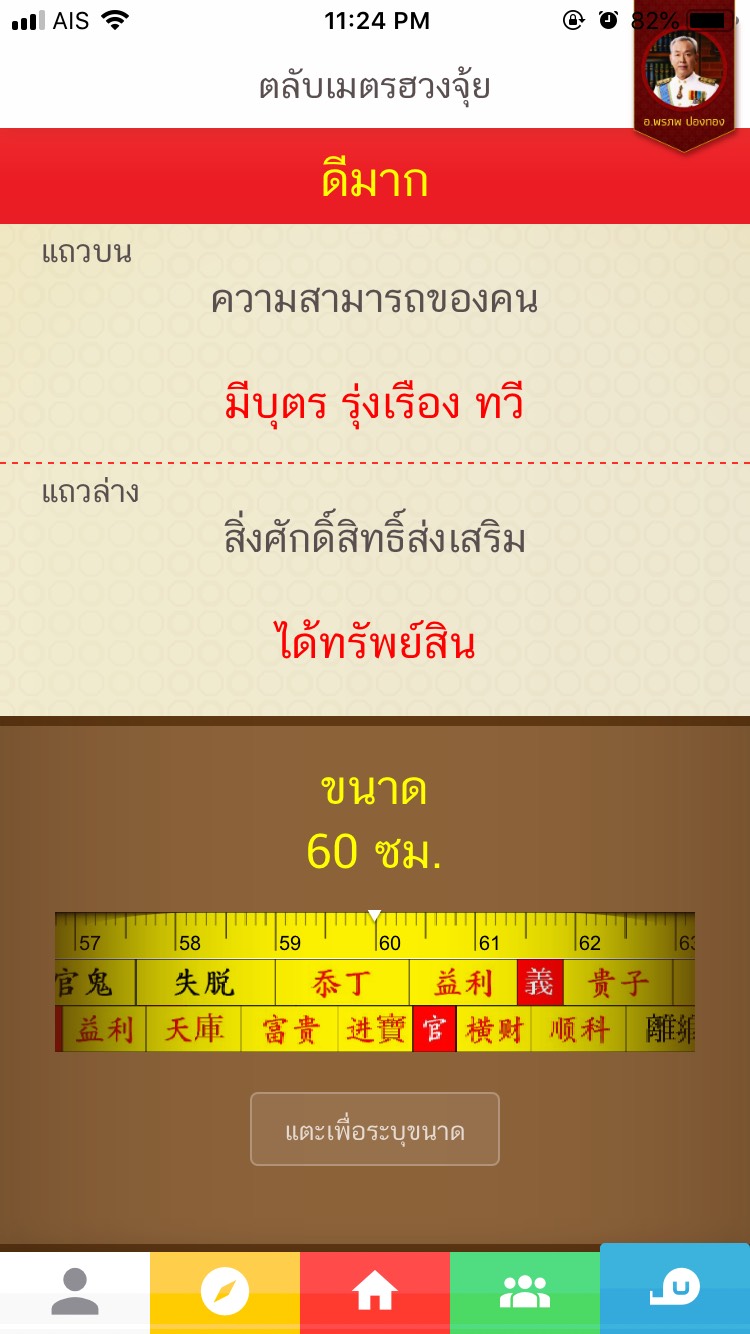 AIS
11:24 PM
82%
ตลับเมตรฮวงจุ้ย
อ.พรภพ ปองทอง
ดีมาก
แถวบน
ความสามารถของคน
มีบุตร รุ่งเรือง ทวี
แถวล่าง
สิ่งศักดิ์สิทธิ์ส่งเสริม
ได้ทรัพย์สิน
ขนาด
60 ซม.
57 58 59 60 61 62 63
官鬼 失脱 丁 益利 義 贵子
益利 天庫 富貴 进寶 官 横财 顺科 離
แตะเพื่อระบุขนาด